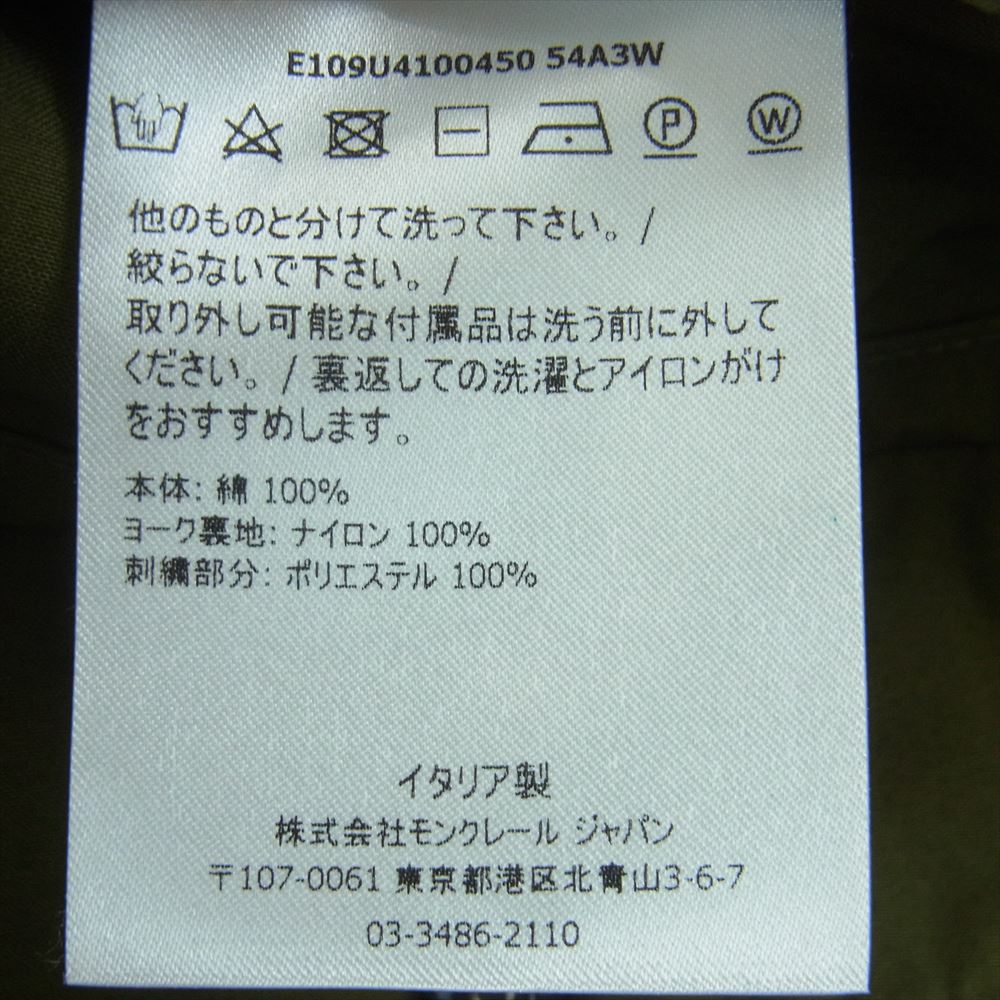 E109U4100450 54A3W
P W
他のものと分けて洗って下さい。/
絞らないで下さい。/
取り外し可能な付属品は洗う前に外して
ください。/ 裏返しての洗濯とアイロンがけ
をおすすめします。
本体: 綿 100%
ヨーク裏地: ナイロン 100%
刺繍部分: ポリエステル 100%
イタリア製
株式会社モンクレール ジャパン
〒107-0061 東京都港区北青山3-6-7
03-3486-2110